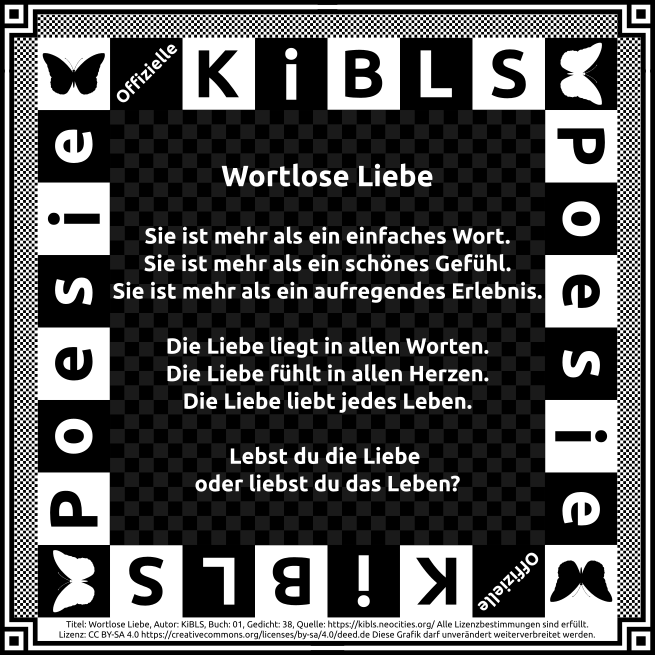 Offizielle
KiBLS
Poesie
Poesie
Wortlose Liebe
Sie ist mehr als ein einfaches Wort.
Sie ist mehr als ein schönes Gefühl.
Sie ist mehr als ein aufregendes Erlebnis.
Die Liebe liegt in allen Worten.
Die Liebe fühlt in allen Herzen.
Die Liebe liebt jedes Leben.
Lebst du die Liebe
oder liebst du das Leben?
Offizielle
KiBLS
Titel: Wortlose Liebe, Autor: KiBLS, Buch: 01, Gedicht: 38, Quelle: https://kibls.neocities.org/ Alle Lizenzbestimmungen sind erfüllt.
Lizenz: CC BY-SA 4.0 https://creativecommons.org/licenses/by-sa/4.0/deed.de Diese Grafik darf unverändert weiterverbreitet werden.